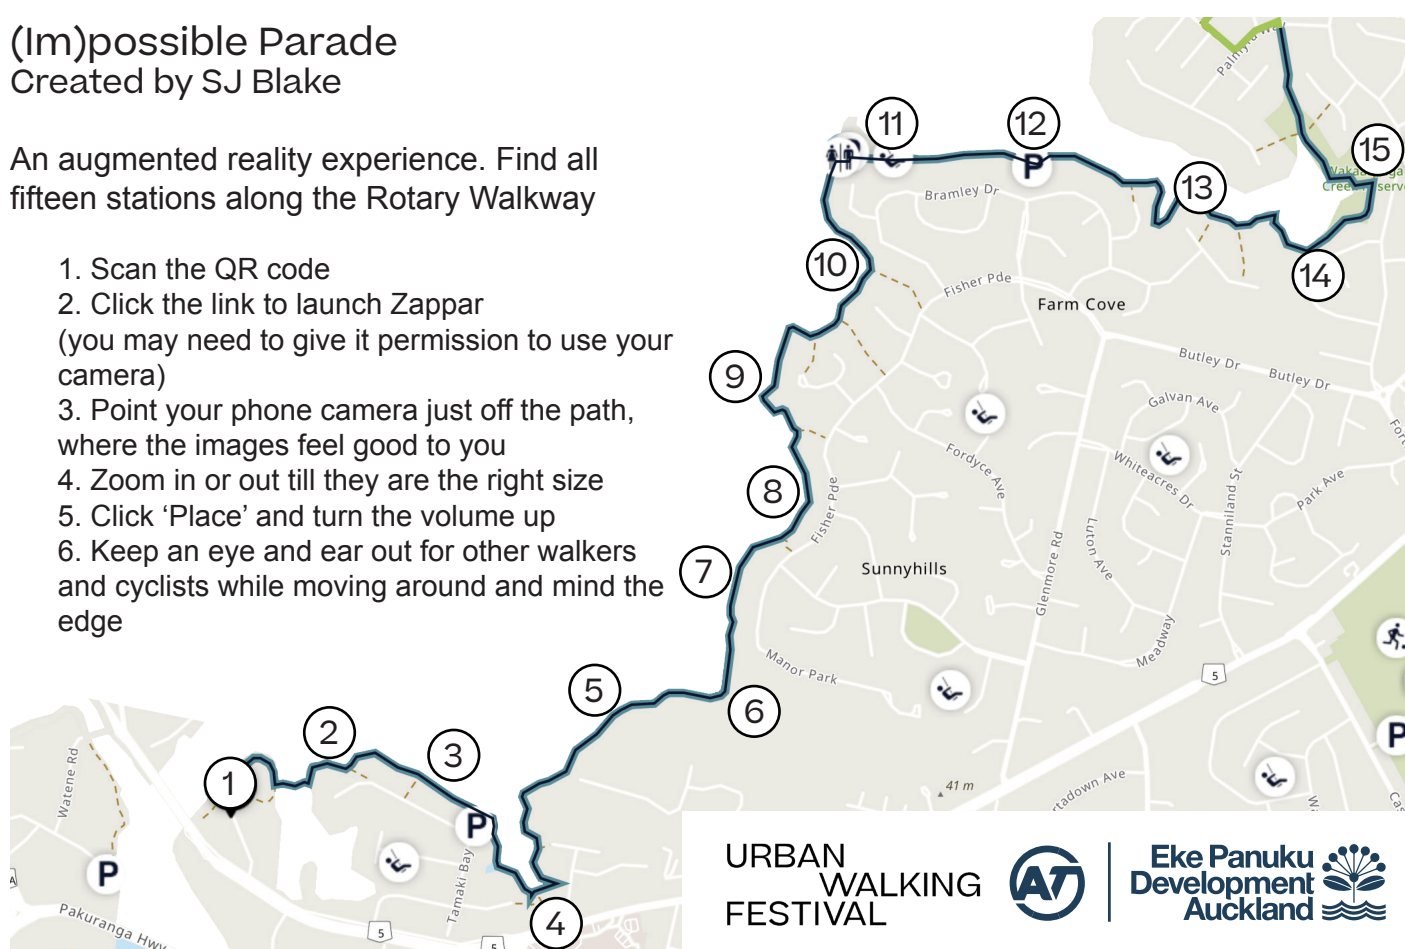 (Im)possible Parade
Created by SJ Blake
An augmented reality experience. Find all
fifteen stations along the Rotary Walkway
1. Scan the QR code
2. Click the link to launch Zappar
(you may need to give it permission to use your
camera)
3. Point your phone camera just off the path,
where the images feel good to you
4. Zoom in or out till they are the right size
5. Click ‘Place’ and turn the volume up
6. Keep an eye and ear out for other walkers
and cyclists while moving around and mind the
edge
11
12
P
15
13
Bramley Dr
10
14
Fisher Pde
Farm Cove
Butley Dr
Butley Dr
9
Galvan Ave
Fordyce Ave
Whiteacres Dr
Stanniland St
Park Ave
8
Fisher Pde
Luton Ave
7
Sunnyhills
Glenmore Rd
Meadway
Manor Park
5
5
6
2
3
P
1
Watene Rd
41 m
P
P
Tamaki Bay
Pakuranga Hwy
5
5
4
URBAN
WALKING
FESTIVAL
AT
Eke Panuku
Development
Auckland